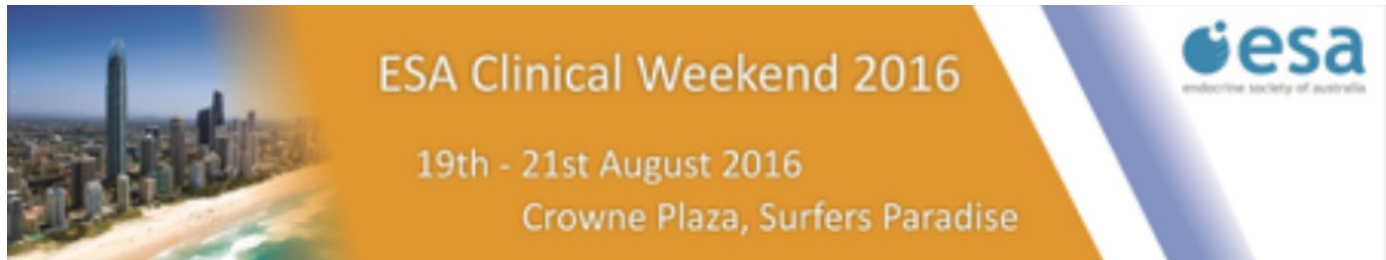 ESA Clinical Weekend 2016
19th - 21st August 2016
Crowne Plaza, Surfers Paradise
esa
endocrine society of australia